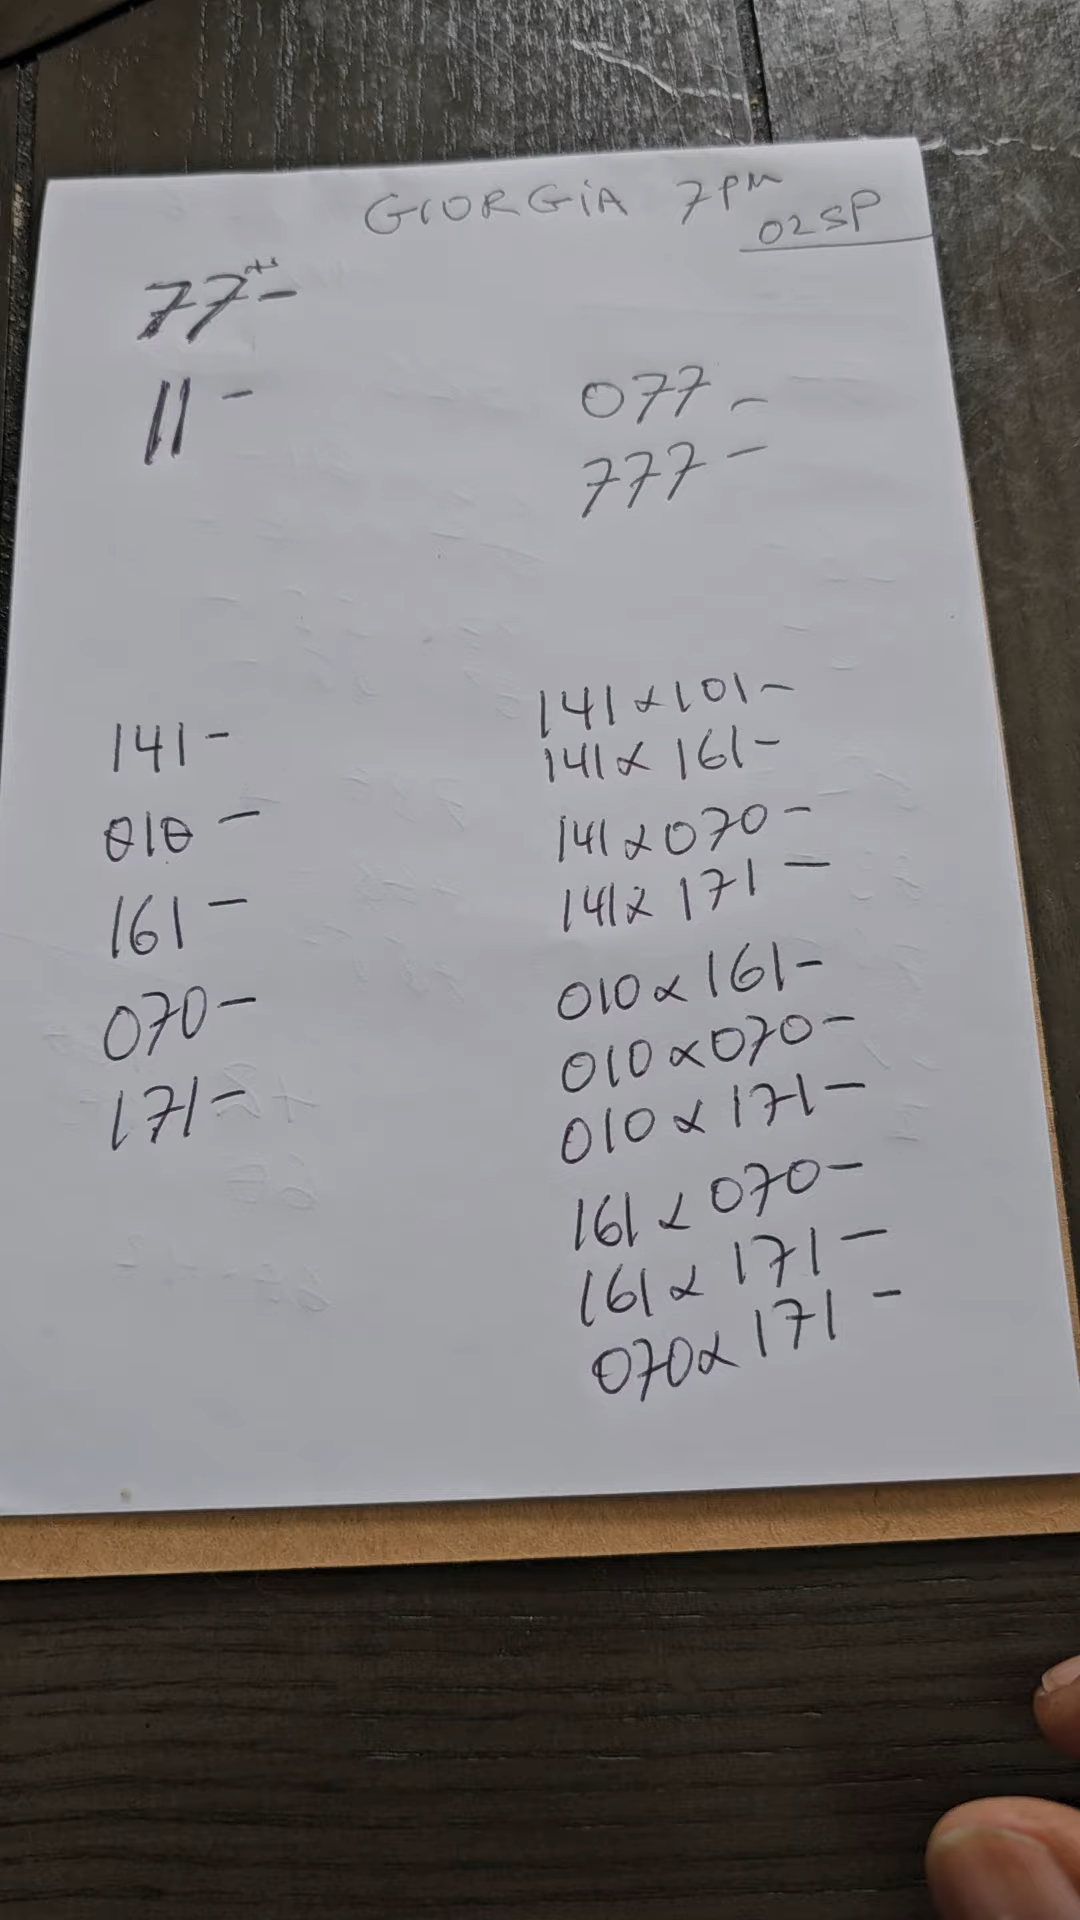 GIORGiA 7PM
02SP
77-
11-
077-
777-
141-
010-
161-
070-
171-
141x101-
141x161-
141x070-
141x171-
010x161-
010x070-
010x171-
161x070-
161x171-
070x171-